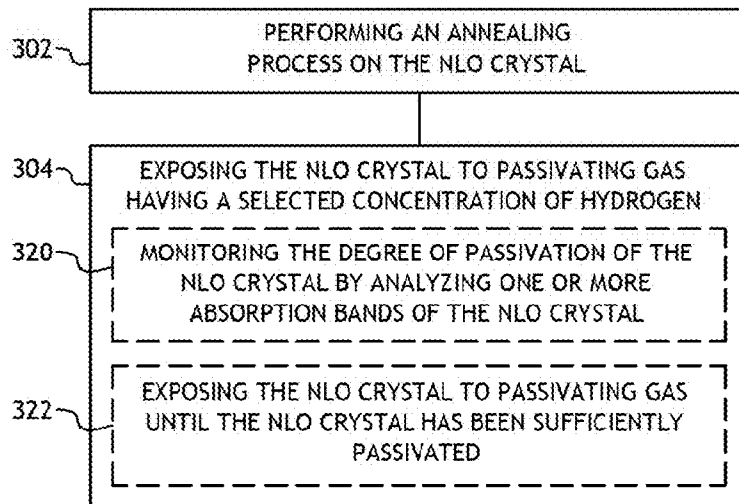 302
PERFORMING AN ANNEALING
PROCESS ON THE NLO CRYSTAL
304
EXPOSING THE NLO CRYSTAL TO PASSIVATING GAS
HAVING A SELECTED CONCENTRATION OF HYDROGEN
320
MONITORING THE DEGREE OF PASSIVATION OF THE
NLO CRYSTAL BY ANALYZING ONE OR MORE
ABSORPTION BANDS OF THE NLO CRYSTAL
322
EXPOSING THE NLO CRYSTAL TO PASSIVATING GAS
UNTIL THE NLO CRYSTAL HAS BEEN SUFFICIENTLY
PASSIVATED